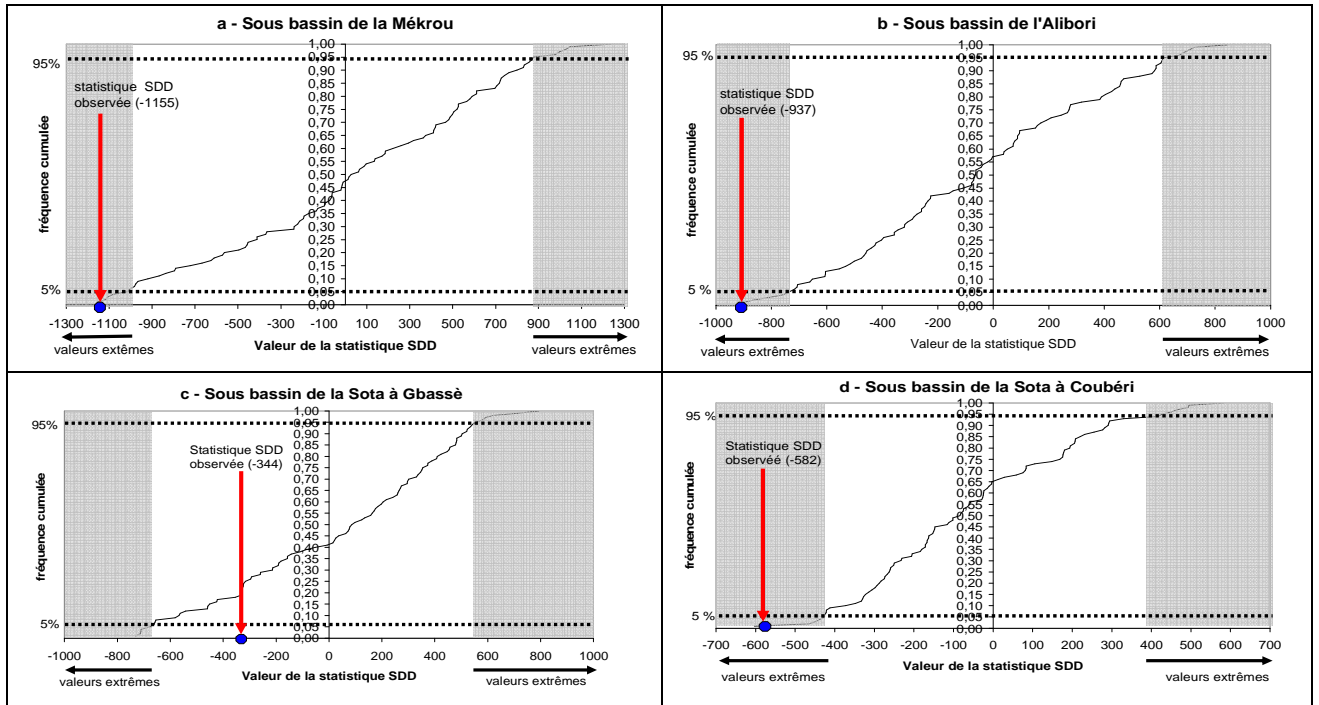 a - Sous bassin de la Mékrou
1,00
0,95
0,90
0,85
0,80
0,75
0,70
0,65
0,60
0,55
0,50
0,45
0,40
0,35
0,30
0,25
0,20
0,15
0,10
0,05
0,00
95%
5%
statistique SDD
observée (-1155)
fréquence cumulée
-1300 -1100 -900 -700 -500 -300 -100 100 300 500 700 900 1100 1300
valeurs extêmes
Valeur de la statistique SDD
valeurs extrêmes
b - Sous bassin de l'Alibori
1,00
0,95
0,90
0,85
0,80
0,75
0,70
0,65
0,60
0,55
0,50
0,45
0,40
0,35
0,30
0,25
0,20
0,15
0,10
0,05
0,00
95 %
5 %
statistique SDD
observée (-937)
fréquence cumulée
-1000 -800 -600 -400 -200 0 200 400 600 800 1000
valeurs extrêmes
Valeur de la statistique SDD
valeurs extrêmes
c - Sous bassin de la Sota à Gbassè
1,00
0,95
0,90
0,85
0,80
0,75
0,70
0,65
0,60
0,55
0,50
0,45
0,40
0,35
0,30
0,25
0,20
0,15
0,10
0,05
0,00
95%
5%
Statistique SDD
observée (-344)
fréquence cumulée
-1000 -800 -600 -400 -200 0 200 400 600 800 1000
valeurs extrêmes
Valeur de la statistique SDD
valeurs extrêmes
d - Sous bassin de la Sota à Coubéri
1,00
0,95
0,90
0,85
0,80
0,75
0,70
0,65
0,60
0,55
0,50
0,45
0,40
0,35
0,30
0,25
0,20
0,15
0,10
0,05
0,00
95 %
5 %
Statistique SDD
observéé (-582)
fréquence cumulée
-700 -600 -500 -400 -300 -200 -100 0 100 200 300 400 500 600 700
valeurs extrêmes
Valeur de la statistique SDD
valeurs extrêmes